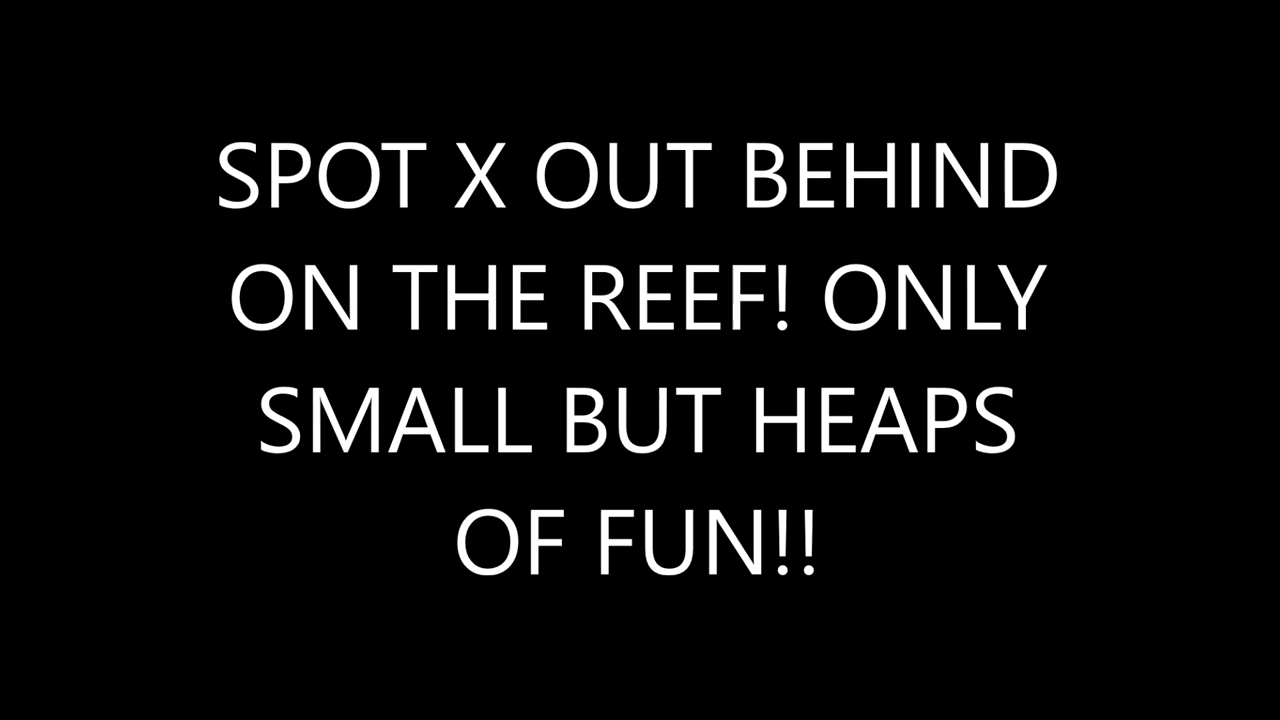 SPOT X OUT BEHIND
ON THE REEF! ONLY
SMALL BUT HEAPS
OF FUN!!